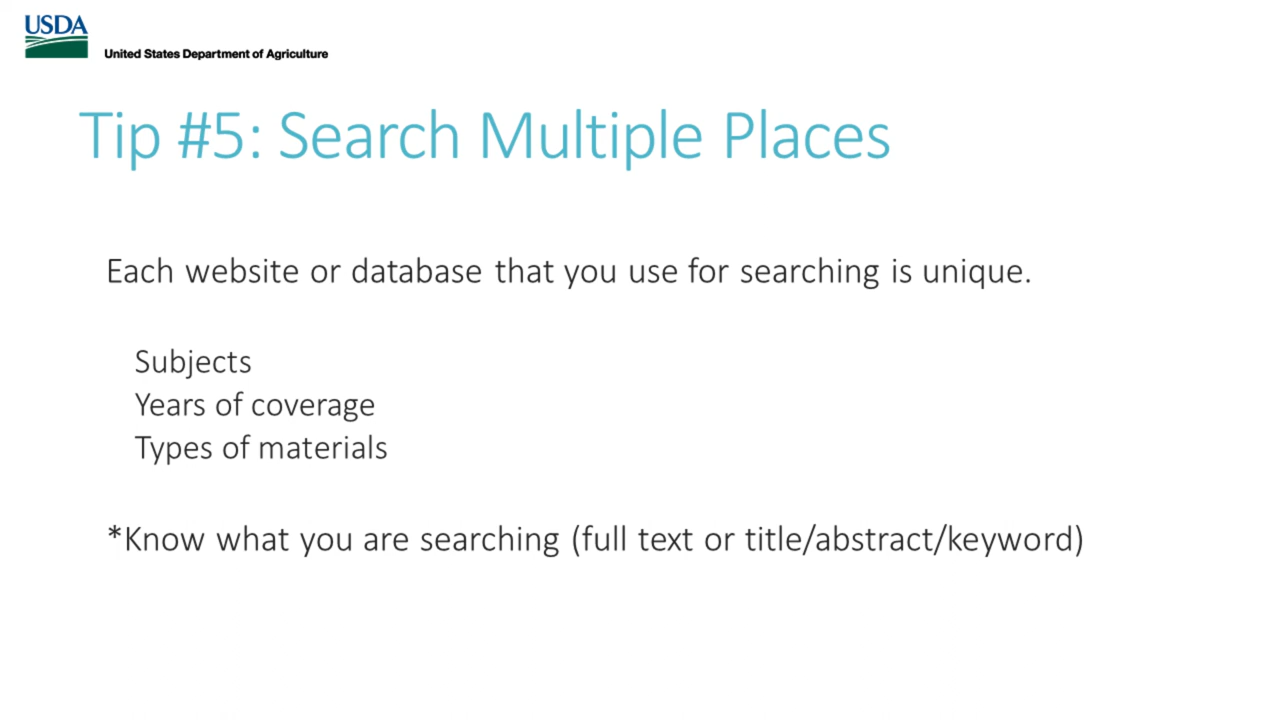 USDA
United States Department of Agriculture
Tip #5: Search Multiple Places
Each website or database that you use for searching is unique.
Subjects
Years of coverage
Types of materials
*Know what you are searching (full text or title/abstract/keyword)